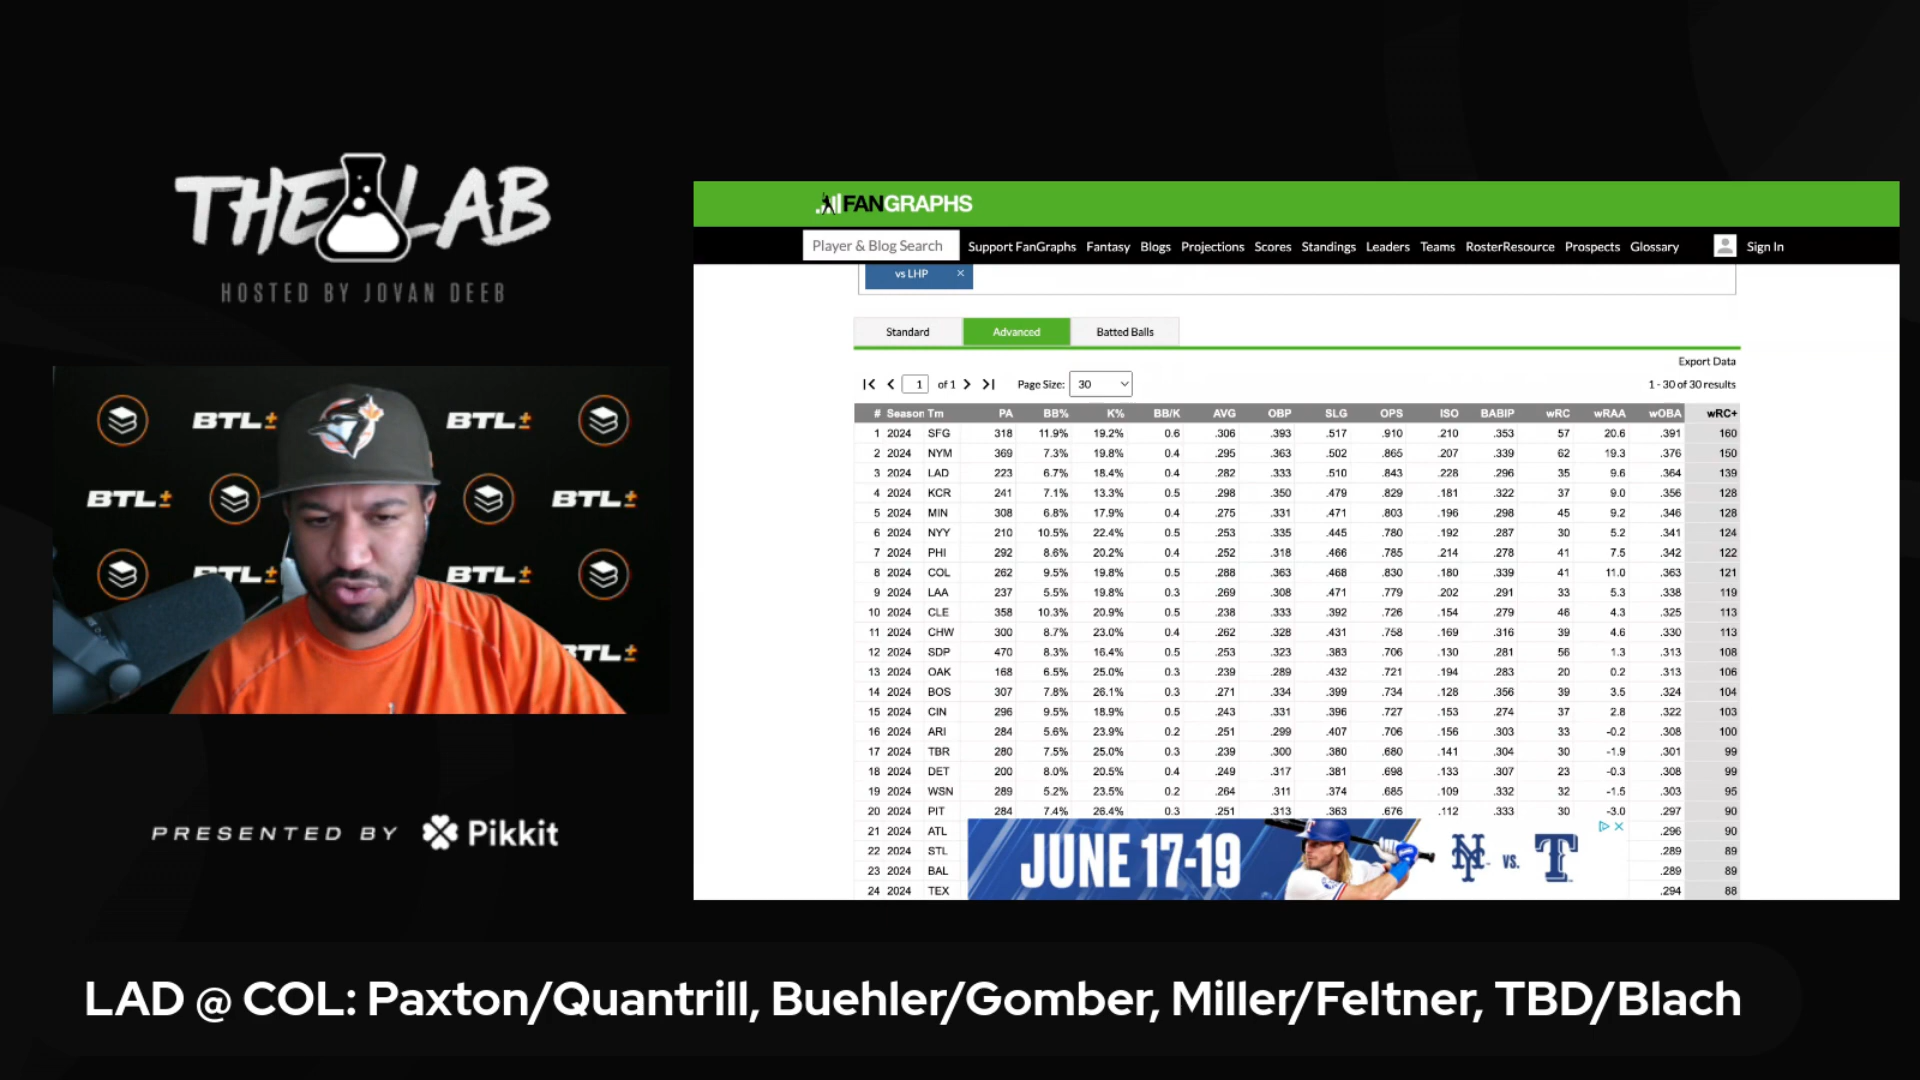 THE LAB
HOSTED BY JOVAN DEEB
BTL± BTL±
BTL± BTL±
BTL± BTL±
TL±
PRESENTED BY Pikkit
FANGRAPHS
Player & Blog Search Support FanGraphs Fantasy Blogs Projections Scores Standings Leaders Teams RosterResource Prospects Glossary Sign In
vs LHP ×
Standard Advanced Batted Balls
Export Data
1 of 1 Page Size: 30 1 - 30 of 30 results
# Season Tm PA BB% K% BB/K AVG OBP SLG OPS ISO BABIP wRC wRAA wOBA wRC+
1 2024 SFG 318 11.9% 19.2% 0.6 .306 .393 .517 .910 .210 .353 57 20.6 .391 160
2 2024 NYM 369 7.3% 19.8% 0.4 .295 .363 .502 .865 .207 .339 62 19.3 .376 150
3 2024 LAD 223 6.7% 18.4% 0.4 .282 .333 .510 .843 .228 .296 35 9.6 .364 139
4 2024 KCR 241 7.1% 13.3% 0.5 .298 .350 .479 .829 .181 .322 37 9.0 .356 128
5 2024 MIN 308 6.8% 17.9% 0.4 .275 .331 .471 .803 .196 .298 45 9.2 .346 128
6 2024 NYY 210 10.5% 22.4% 0.5 .253 .335 .445 .780 .192 .287 30 5.2 .341 124
7 2024 PHI 292 8.6% 20.2% 0.4 .252 .318 .466 .785 .214 .278 41 7.5 .342 122
8 2024 COL 262 9.5% 19.8% 0.5 .288 .363 .468 .830 .180 .339 41 11.0 .363 121
9 2024 LAA 237 5.5% 19.8% 0.3 .269 .308 .471 .779 .202 .291 33 5.3 .338 119
10 2024 CLE 358 10.3% 20.9% 0.5 .238 .333 .392 .726 .154 .279 46 4.3 .325 113
11 2024 CHW 300 8.7% 23.0% 0.4 .262 .328 .431 .758 .169 .316 39 4.6 .330 113
12 2024 SDP 470 8.3% 16.4% 0.5 .253 .323 .383 .706 .130 .281 56 1.3 .313 108
13 2024 OAK 168 6.5% 25.0% 0.3 .239 .289 .432 .721 .194 .283 20 0.2 .313 106
14 2024 BOS 307 7.8% 26.1% 0.3 .271 .334 .399 .734 .128 .356 39 3.5 .324 104
15 2024 CIN 296 9.5% 18.9% 0.5 .243 .331 .396 .727 .153 .274 37 2.8 .322 103
16 2024 ARI 284 5.6% 23.9% 0.2 .251 .299 .407 .706 .156 .303 33 -0.2 .308 100
17 2024 TBR 280 7.5% 25.0% 0.3 .239 .300 .380 .680 .141 .304 30 -1.9 .301 99
18 2024 DET 200 8.0% 20.5% 0.4 .249 .317 .381 .698 .133 .307 23 -0.3 .308 99
19 2024 WSN 289 5.2% 23.5% 0.2 .264 .311 .374 .685 .109 .332 32 -1.5 .303 95
20 2024 PIT 284 7.4% 26.4% 0.3 .251 .313 .363 .676 .112 .333 30 -3.0 .297 90
21 2024 ATL .296 90
22 2024 STL .289 89
23 2024 BAL .289 89
24 2024 TEX .294 88
JUNE 17-19 NY VS. T
LAD @ COL: Paxton/Quantrill, Buehler/Gomber, Miller/Feltner, TBD/Blach